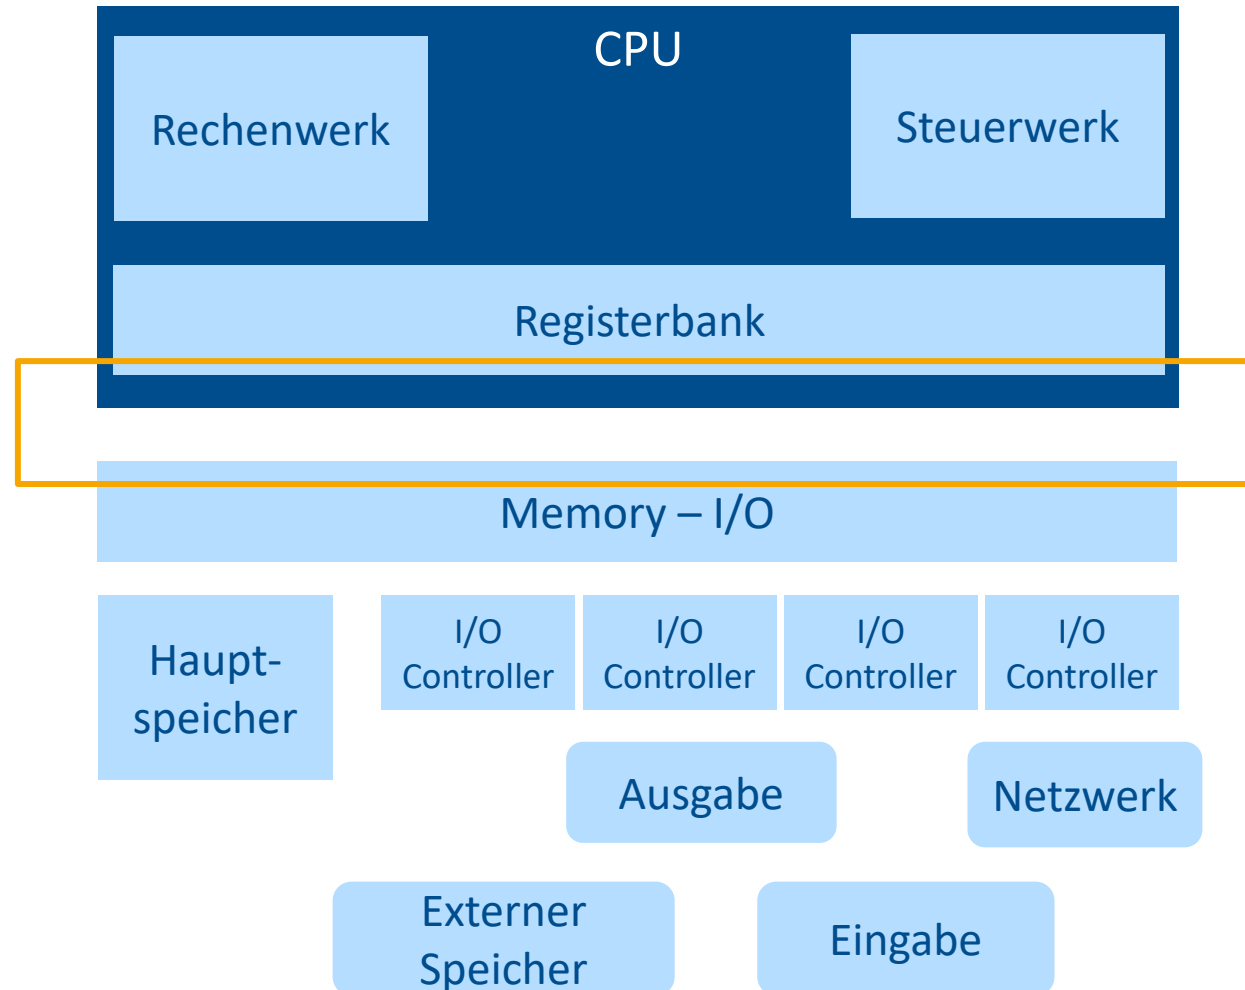 CPU
Rechenwerk
Steuerwerk
Registerbank
Memory – I/O
Haupt-
speicher
I/O
Controller
I/O
Controller
I/O
Controller
I/O
Controller
Ausgabe
Netzwerk
Externer
Speicher
Eingabe